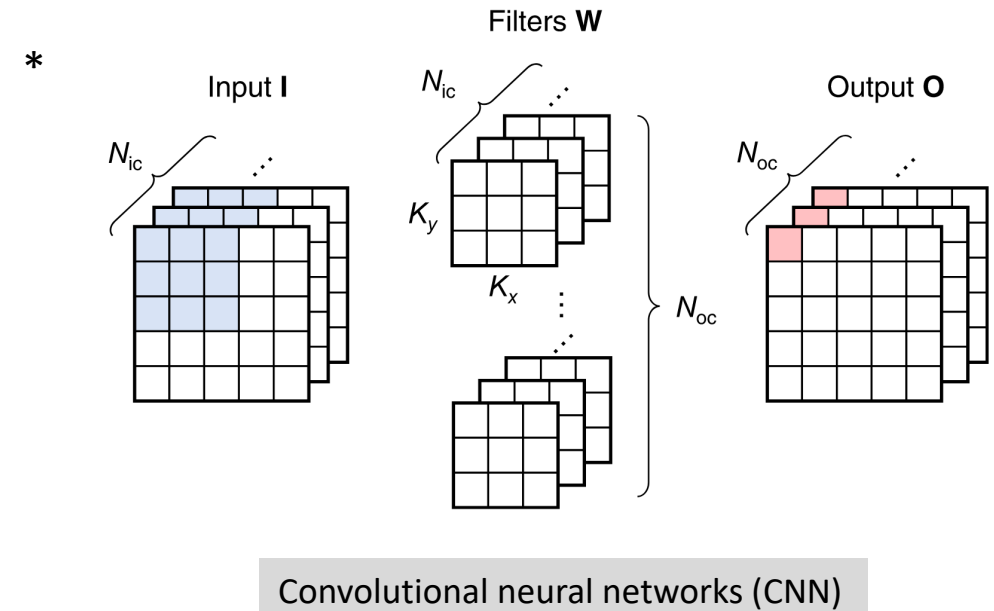 Filters W
*
Input I
N_ic
Output O
N_ic
N_oc
K_y
K_x
N_oc
Convolutional neural networks (CNN)